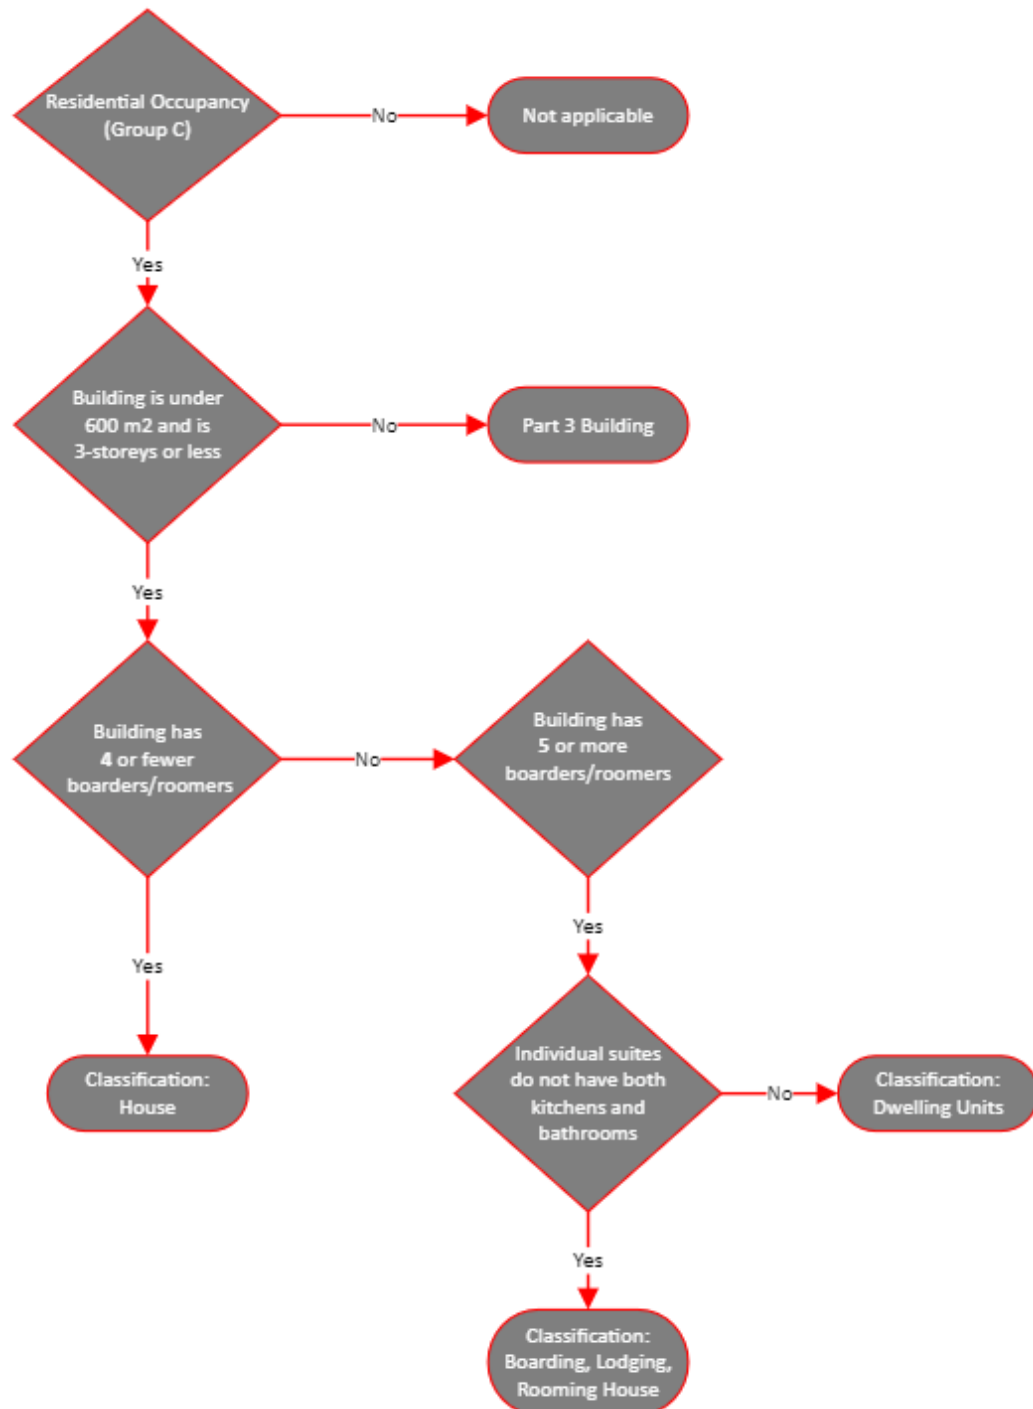 Residential Occupancy
(Group C)
No
Not applicable
Yes
Building is under
600 m2 and is
3-storeys or less
No
Part 3 Building
Yes
Building has
4 or fewer
boarders/roomers
No
Building has
5 or more
boarders/roomers
Yes
Yes
Classification:
House
Individual suites
do not have both
kitchens and
bathrooms
No
Classification:
Dwelling Units
Yes
Classification:
Boarding, Lodging,
Rooming House